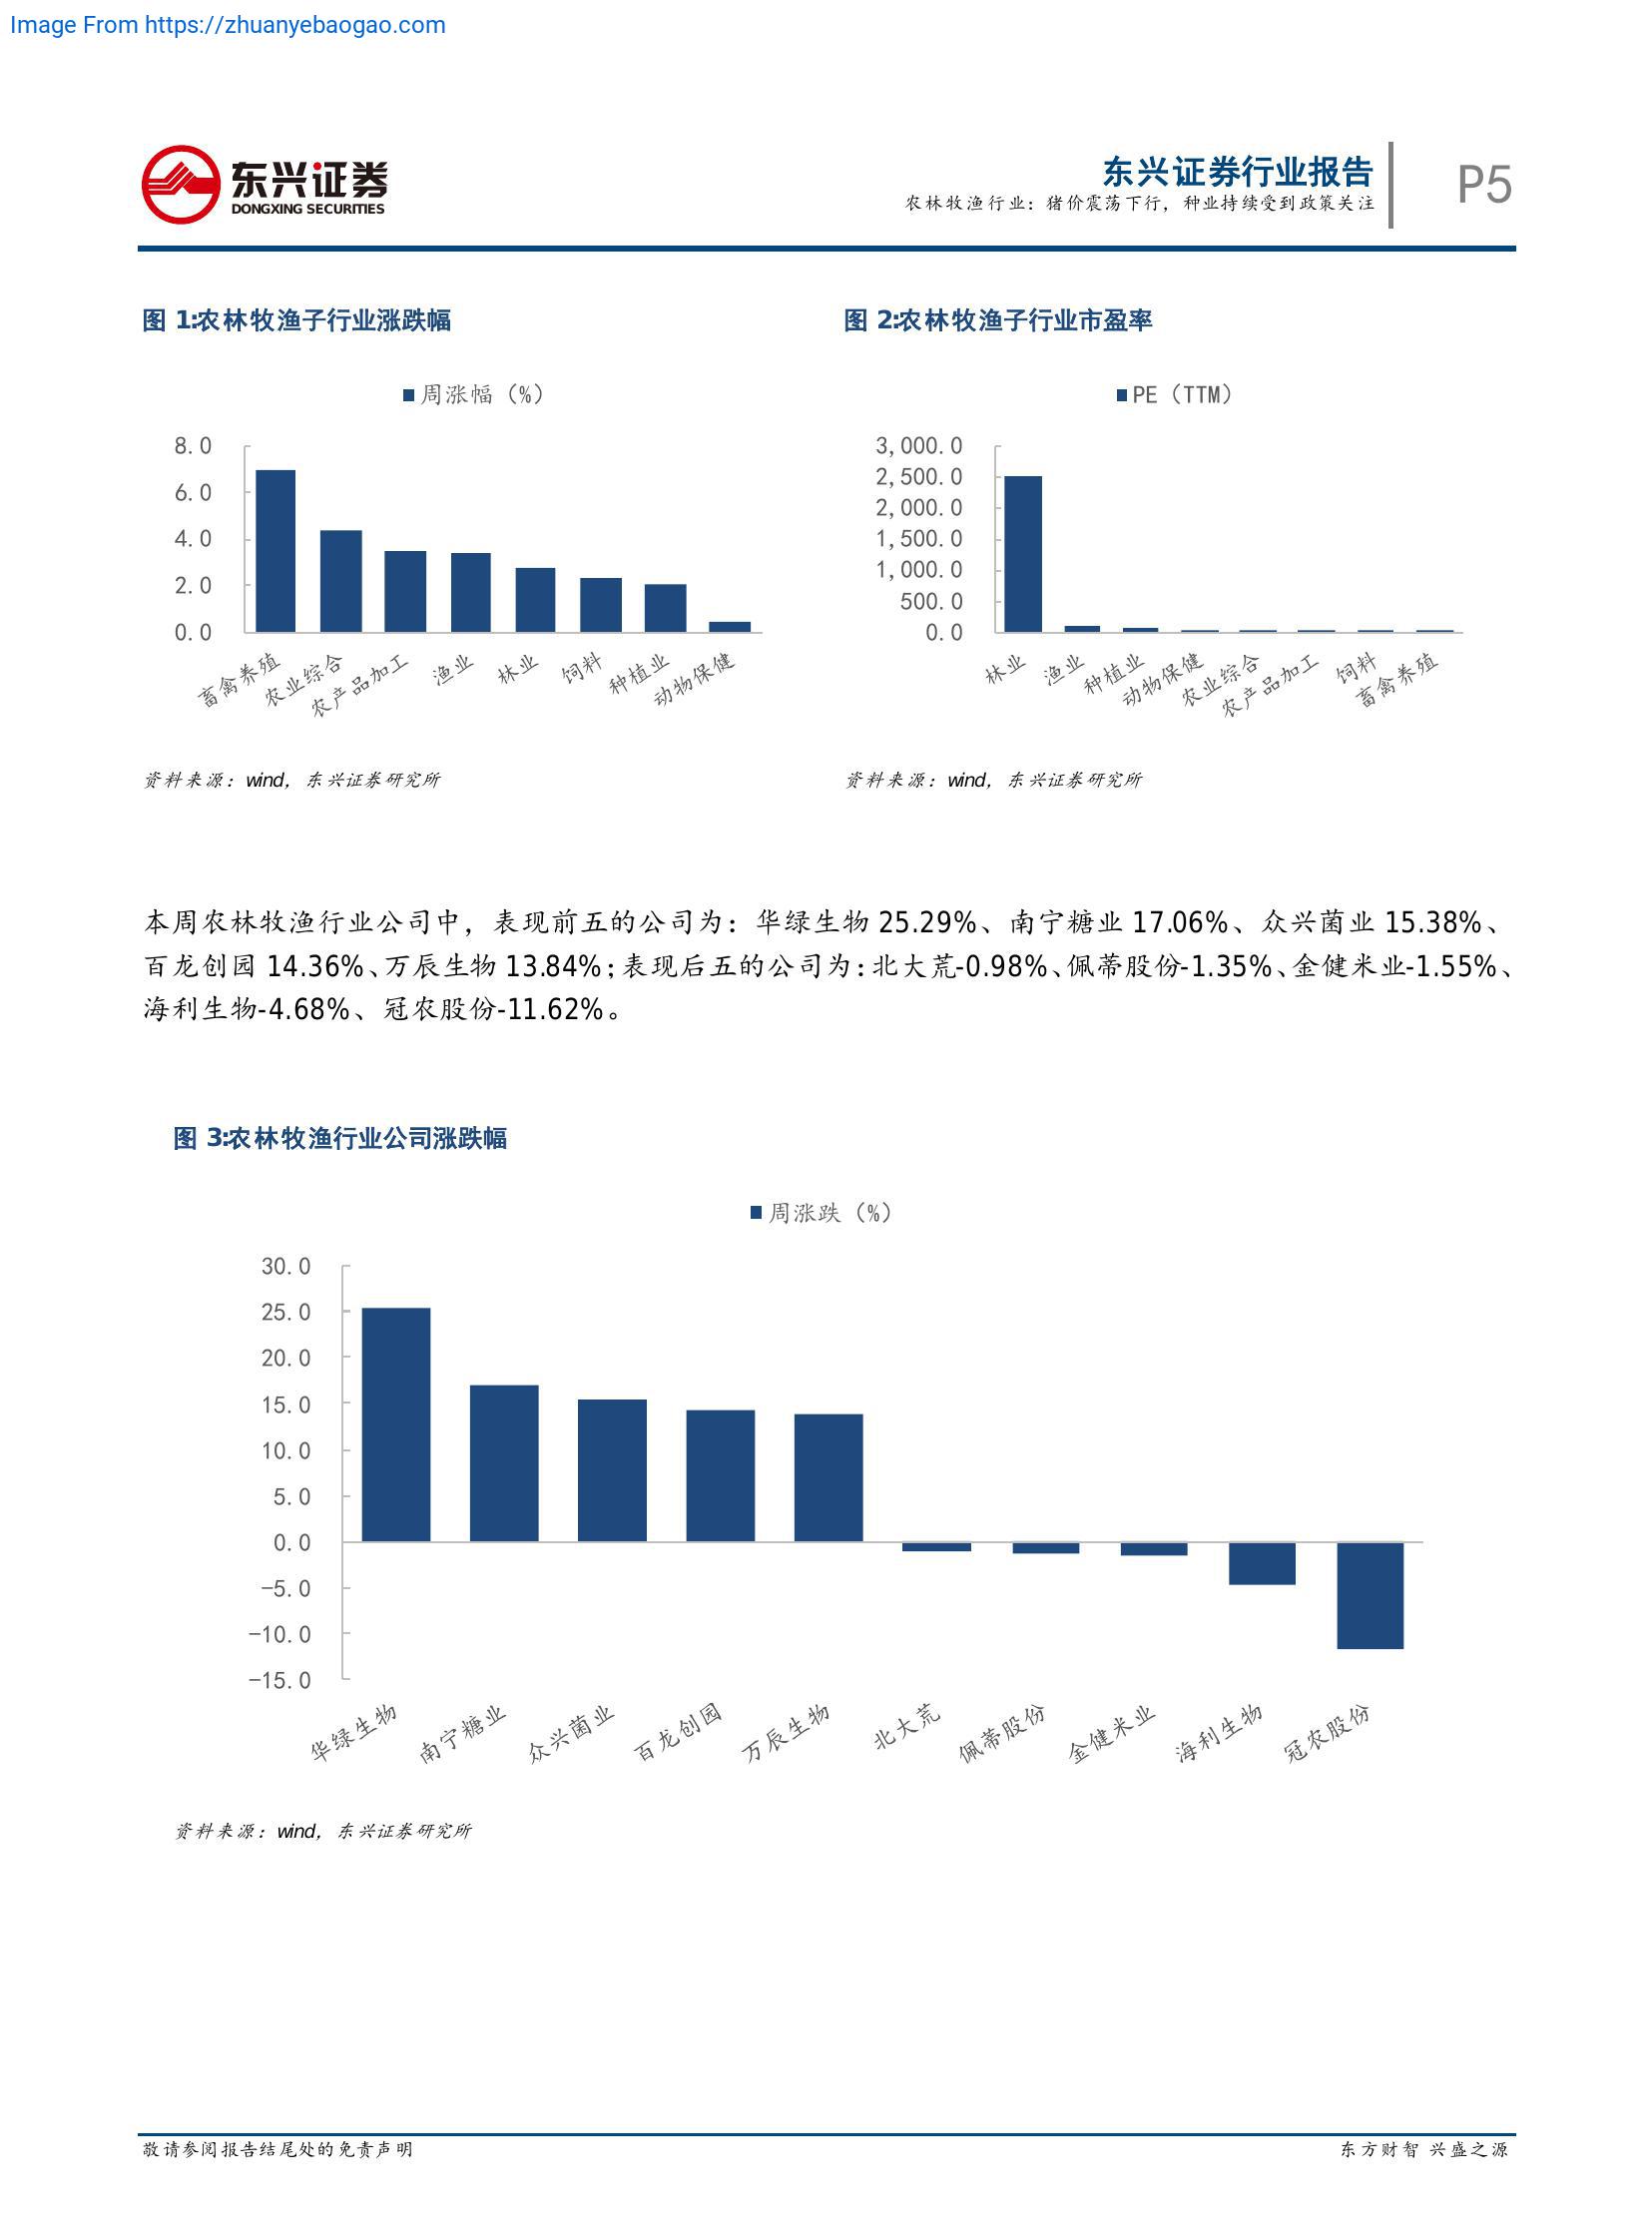 Image From https://zhuanyebaogao.com
东兴证券
DONGXING SECURITIES
东兴证券行业报告
农林牧渔行业：猪价震荡下行，种业持续受到政策关注
P5
图 1:农林牧渔子行业涨跌幅
周涨幅（%）
8.0
6.0
4.0
2.0
0.0
畜禽养殖
农业综合
农产品加工
渔业
林业
饲料
种植业
动物保健
资料来源：wind，东兴证券研究所
图 2:农林牧渔子行业市盈率
PE（TTM）
3,000.0
2,500.0
2,000.0
1,500.0
1,000.0
500.0
0.0
林业
渔业
种植业
动物保健
农业综合
农产品加工
饲料
畜禽养殖
资料来源：wind，东兴证券研究所
本周农林牧渔行业公司中，表现前五的公司为：华绿生物 25.29%、南宁糖业 17.06%、众兴菌业 15.38%、
百龙创园 14.36%、万辰生物 13.84%；表现后五的公司为：北大荒-0.98%、佩蒂股份-1.35%、金健米业-1.55%、
海利生物-4.68%、冠农股份-11.62%。
图 3:农林牧渔行业公司涨跌幅
周涨跌（%）
30.0
25.0
20.0
15.0
10.0
5.0
0.0
-5.0
-10.0
-15.0
华绿生物
南宁糖业
众兴菌业
百龙创园
万辰生物
北大荒
佩蒂股份
金健米业
海利生物
冠农股份
资料来源：wind，东兴证券研究所
敬请参阅报告结尾处的免责声明
东方财智 兴盛之源